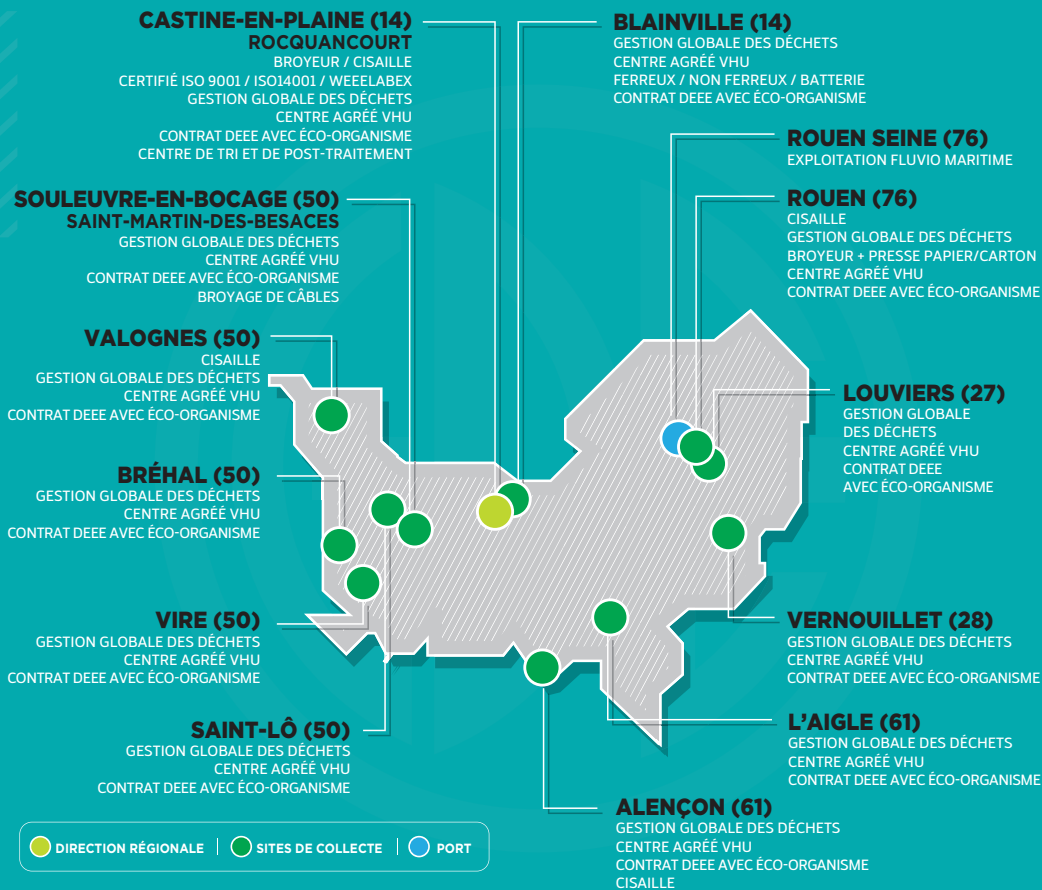 CASTINE-EN-PLAINE (14)
ROCQUANCOURT
BROYEUR / CISAILLE
CERTIFIÉ ISO 9001 / ISO14001 / WEEELABEX
GESTION GLOBALE DES DÉCHETS
CENTRE AGRÉÉ VHU
CONTRAT DEEE AVEC ÉCO-ORGANISME
CENTRE DE TRI ET DE POST-TRAITEMENT
BLAINVILLE (14)
GESTION GLOBALE DES DÉCHETS
CENTRE AGRÉÉ VHU
FERREUX / NON FERREUX / BATTERIE
CONTRAT DEEE AVEC ÉCO-ORGANISME
ROUEN SEINE (76)
EXPLOITATION FLUVIO MARITIME
SOULEUVRE-EN-BOCAGE (50)
SAINT-MARTIN-DES-BESACES
GESTION GLOBALE DES DÉCHETS
CENTRE AGRÉÉ VHU
CONTRAT DEEE AVEC ÉCO-ORGANISME
BROYAGE DE CÂBLES
ROUEN (76)
CISAILLE
GESTION GLOBALE DES DÉCHETS
BROYEUR + PRESSE PAPIER/CARTON
CENTRE AGRÉÉ VHU
CONTRAT DEEE AVEC ÉCO-ORGANISME
VALOGNES (50)
CISAILLE
GESTION GLOBALE DES DÉCHETS
CENTRE AGRÉÉ VHU
CONTRAT DEEE AVEC ÉCO-ORGANISME
LOUVIERS (27)
GESTION GLOBALE
DES DÉCHETS
CENTRE AGRÉÉ VHU
CONTRAT DEEE
AVEC ÉCO-ORGANISME
BRÉHAL (50)
GESTION GLOBALE DES DÉCHETS
CENTRE AGRÉÉ VHU
CONTRAT DEEE AVEC ÉCO-ORGANISME
VIRE (50)
GESTION GLOBALE DES DÉCHETS
CENTRE AGRÉÉ VHU
CONTRAT DEEE AVEC ÉCO-ORGANISME
VERNOUILLET (28)
GESTION GLOBALE DES DÉCHETS
CENTRE AGRÉÉ VHU
CONTRAT DEEE AVEC ÉCO-ORGANISME
SAINT-LÔ (50)
GESTION GLOBALE DES DÉCHETS
CENTRE AGRÉÉ VHU
CONTRAT DEEE AVEC ÉCO-ORGANISME
L'AIGLE (61)
GESTION GLOBALE DES DÉCHETS
CENTRE AGRÉÉ VHU
CONTRAT DEEE AVEC ÉCO-ORGANISME
ALENÇON (61)
GESTION GLOBALE DES DÉCHETS
CENTRE AGRÉÉ VHU
CONTRAT DEEE AVEC ÉCO-ORGANISME
CISAILLE
DIRECTION RÉGIONALE
SITES DE COLLECTE
PORT